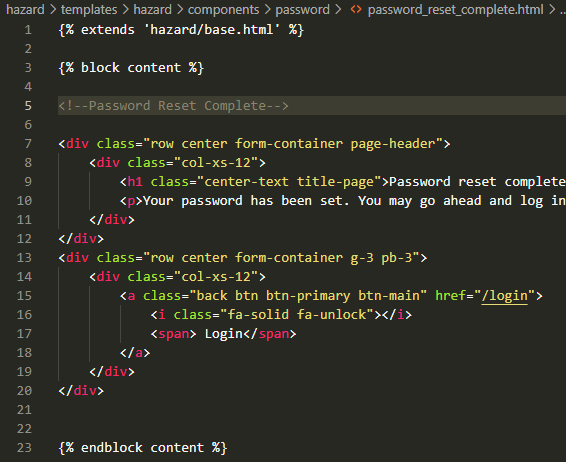 hazard > templates > hazard > components > password > <> password_reset_complete.html > ..
1 {% extends 'hazard/base.html' %}
2
3 {% block content %}
4
5 <!--Password Reset Complete-->
6
7 <div class="row center form-container page-header">
8 <div class="col-xs-12">
9 <h1 class="center-text title-page">Password reset complete
10 <p>Your password has been set. You may go ahead and log in
11 </div>
12 </div>
13 <div class="row center form-container g-3 pb-3">
14 <div class="col-xs-12">
15 <a class="back btn btn-primary btn-main" href="/login">
16 <i class="fa-solid fa-unlock"></i>
17 <span> Login</span>
18 </a>
19 </div>
20 </div>
21
22
23 {% endblock content %}